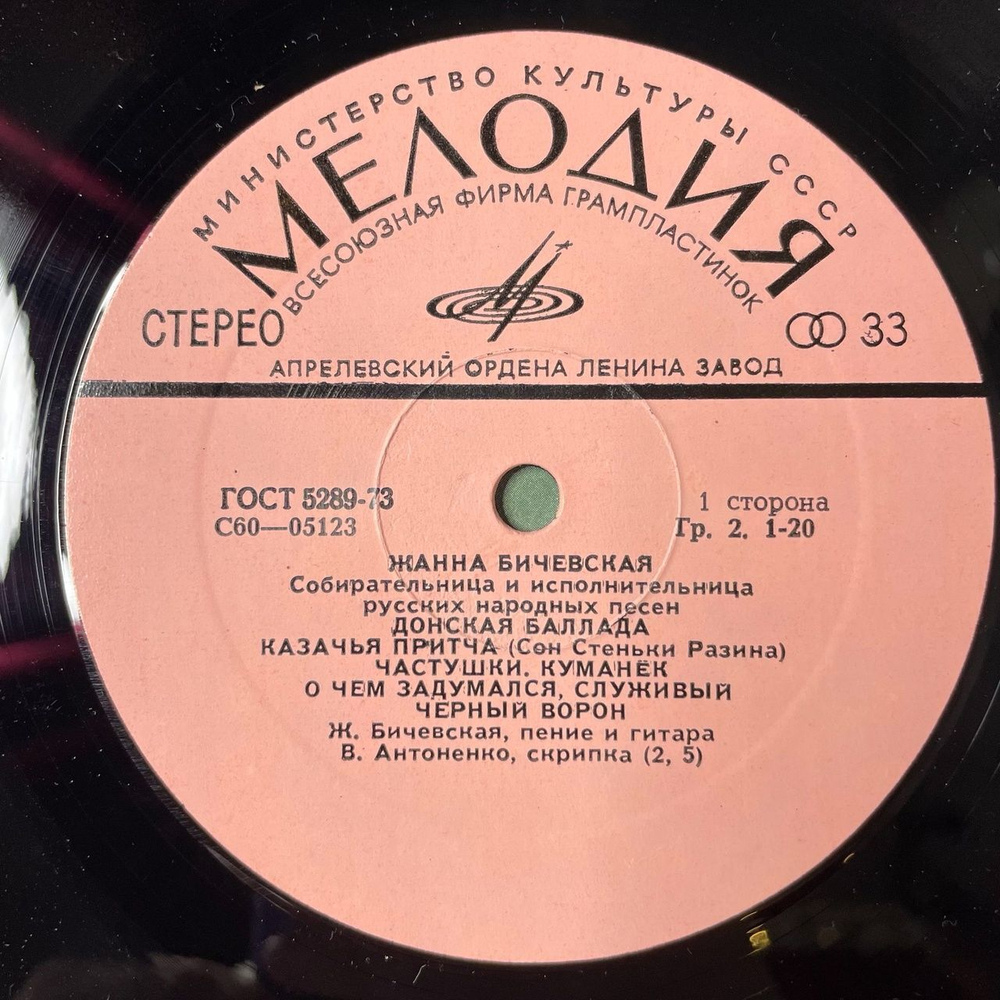 МИНИСТЕРСТВО КУЛЬТУРЫ СССР
МЕЛОДИЯ
ВСЕСОЮЗНАЯ ФИРМА ГРАМПЛАСТИНОК
СТЕРЕО
33
АПРЕЛЕВСКИЙ ОРДЕНА ЛЕНИНА ЗАВОД
ГОСТ 5289-73
1 сторона
С60—05123
Гр. 2. 1-20
ЖАННА БИЧЕВСКАЯ
Собирательница и исполнительница
русских народных песен
ДОНСКАЯ БАЛЛАДА
КАЗАЧЬЯ ПРИТЧА (Сон Стеньки Разина)
ЧАСТУШКИ. КУМАНЁК
О ЧЕМ ЗАДУМАЛСЯ, СЛУЖИВЫЙ
ЧЕРНЫЙ ВОРОН
Ж. Бичевская, пение и гитара
В. Антоненко, скрипка (2, 5)